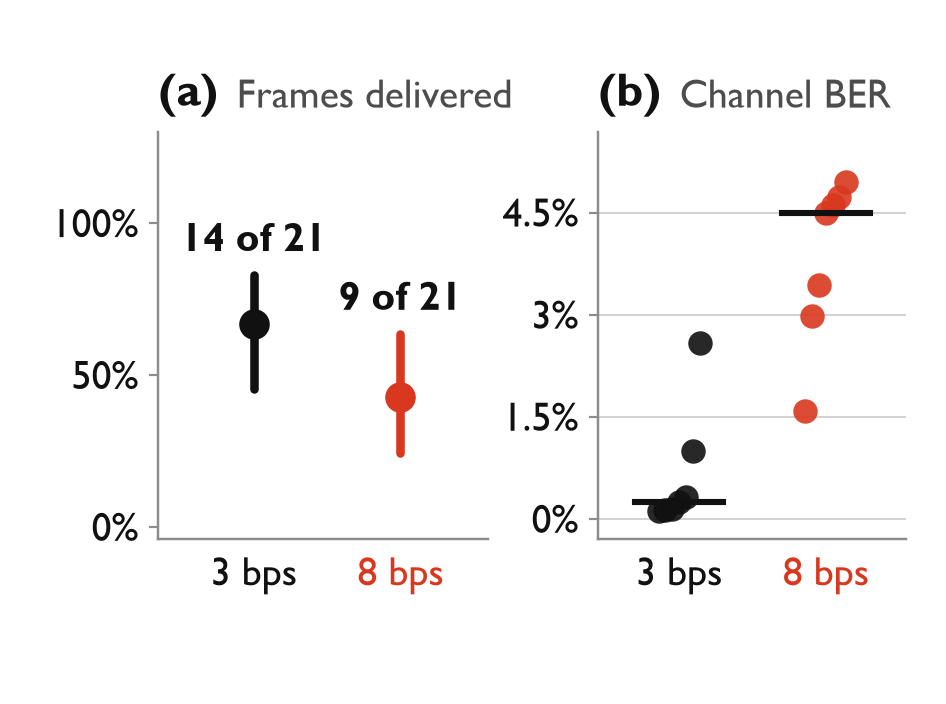 (a) Frames delivered
100%
50%
0%
14 of 21
9 of 21
3 bps
8 bps
(b) Channel BER
4.5%
3%
1.5%
0%
3 bps
8 bps